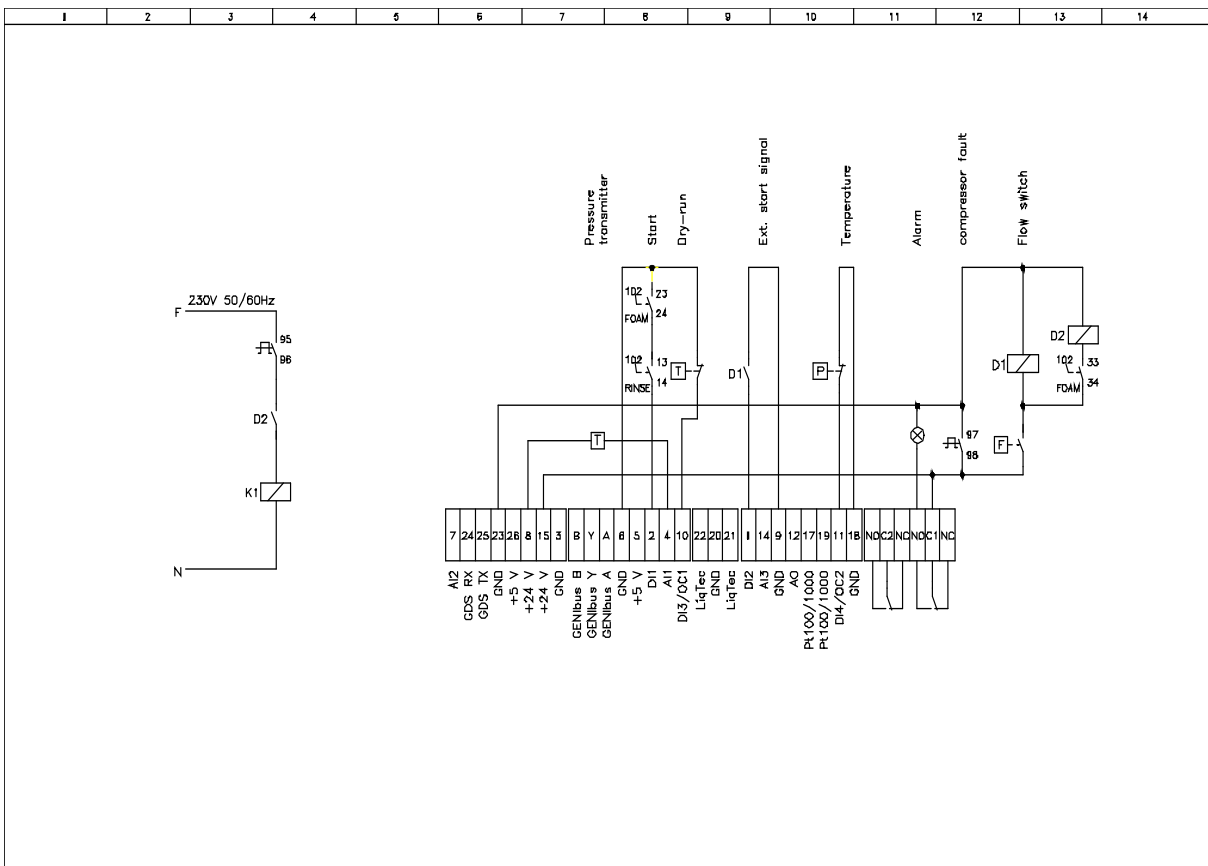 1 2 3 4 5 6 7 8 9 10 11 12 13 14
Pressure
transmitter
Start
Dry-run
Ext. start signal
Temperature
Alarm
compressor fault
Flow switch
230V 50/60Hz
F
95
96
D2
K1
N
1D2 23
FOAM 24
1D2 13
RINSE 14
T
D1
P
D2
D1
1D2 33
FOAM 34
T
97
98
F
7 24 25 23 26 8 15 3 B Y A 6 5 2 4 10 22 20 21 1 14 9 12 17 19 11 18 NO C2 NC NO C1 NC
AI2
GDS RX
GDS TX
GND
+5 V
+24 V
+24 V
GND
GENIbus B
GENIbus Y
GENIbus A
GND
+5 V
DI1
AI1
DI3/OC1
LiqTec
GND
LiqTec
DI2
AI3
GND
AO
Pt100/1000
Pt100/1000
DI4/OC2
GND